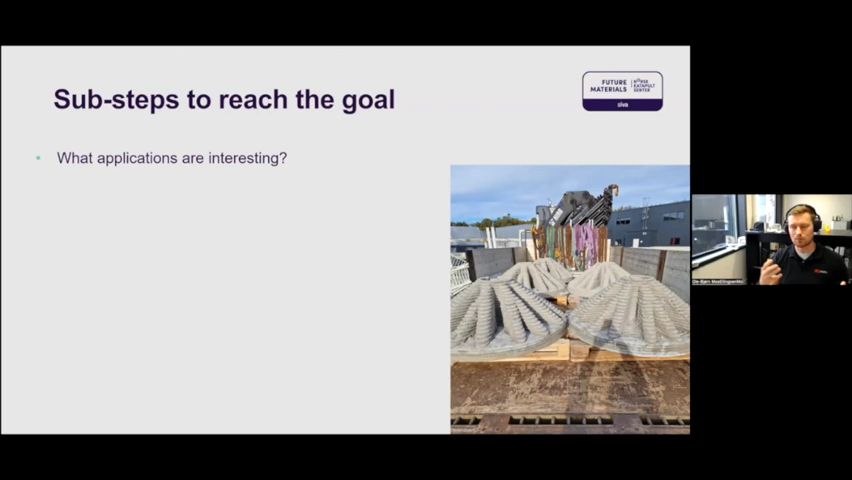 Sub-steps to reach the goal
FUTURE
MATERIALS
NORSK
KATAPULT
SENTER
siva
• What applications are interesting?